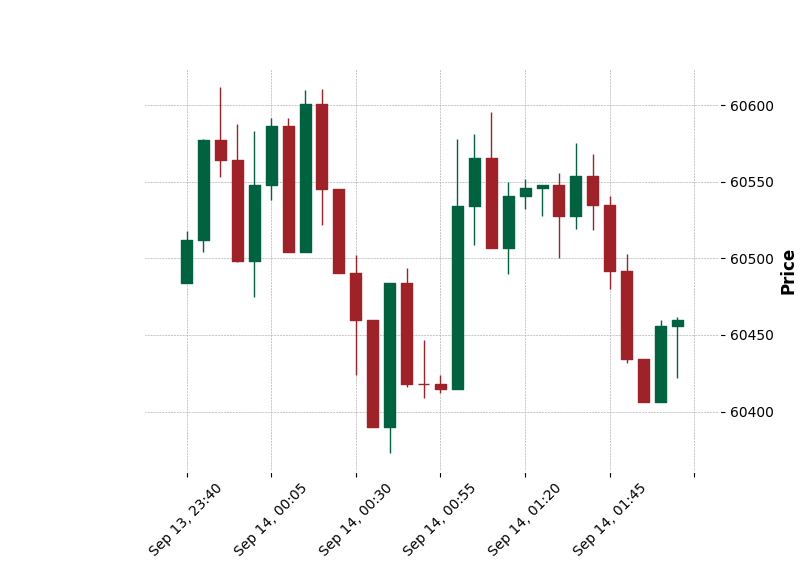 60600
60550
60500
60450
60400
Price
Sep 13, 23:40
Sep 14, 00:05
Sep 14, 00:30
Sep 14, 00:55
Sep 14, 01:20
Sep 14, 01:45